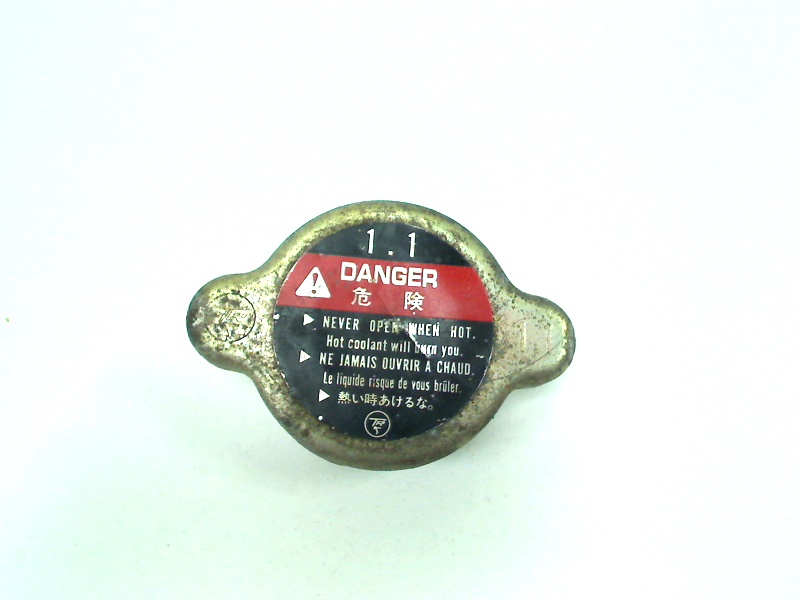 1.1
DANGER
危険
NEVER OPEN WHEN HOT.
Hot coolant will burn you.
NE JAMAIS OUVRIR À CHAUD.
Le liquide risque de vous brûler.
熱い時あけるな。